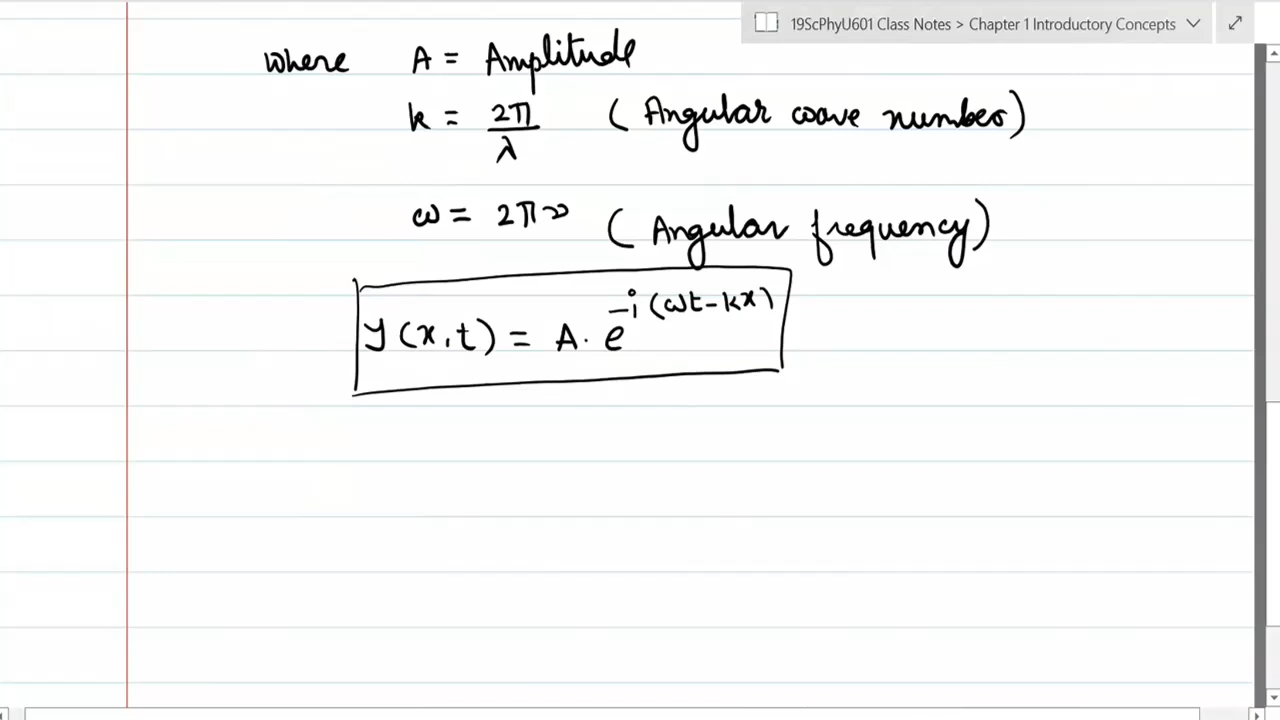 19ScPhyU601 Class Notes > Chapter 1 Introductory Concepts
where A = Amplitude
k = 2π/λ (Angular wave number)
ω = 2πν (Angular frequency)
y(x,t) = A. e^{-i(ωt-kx)}